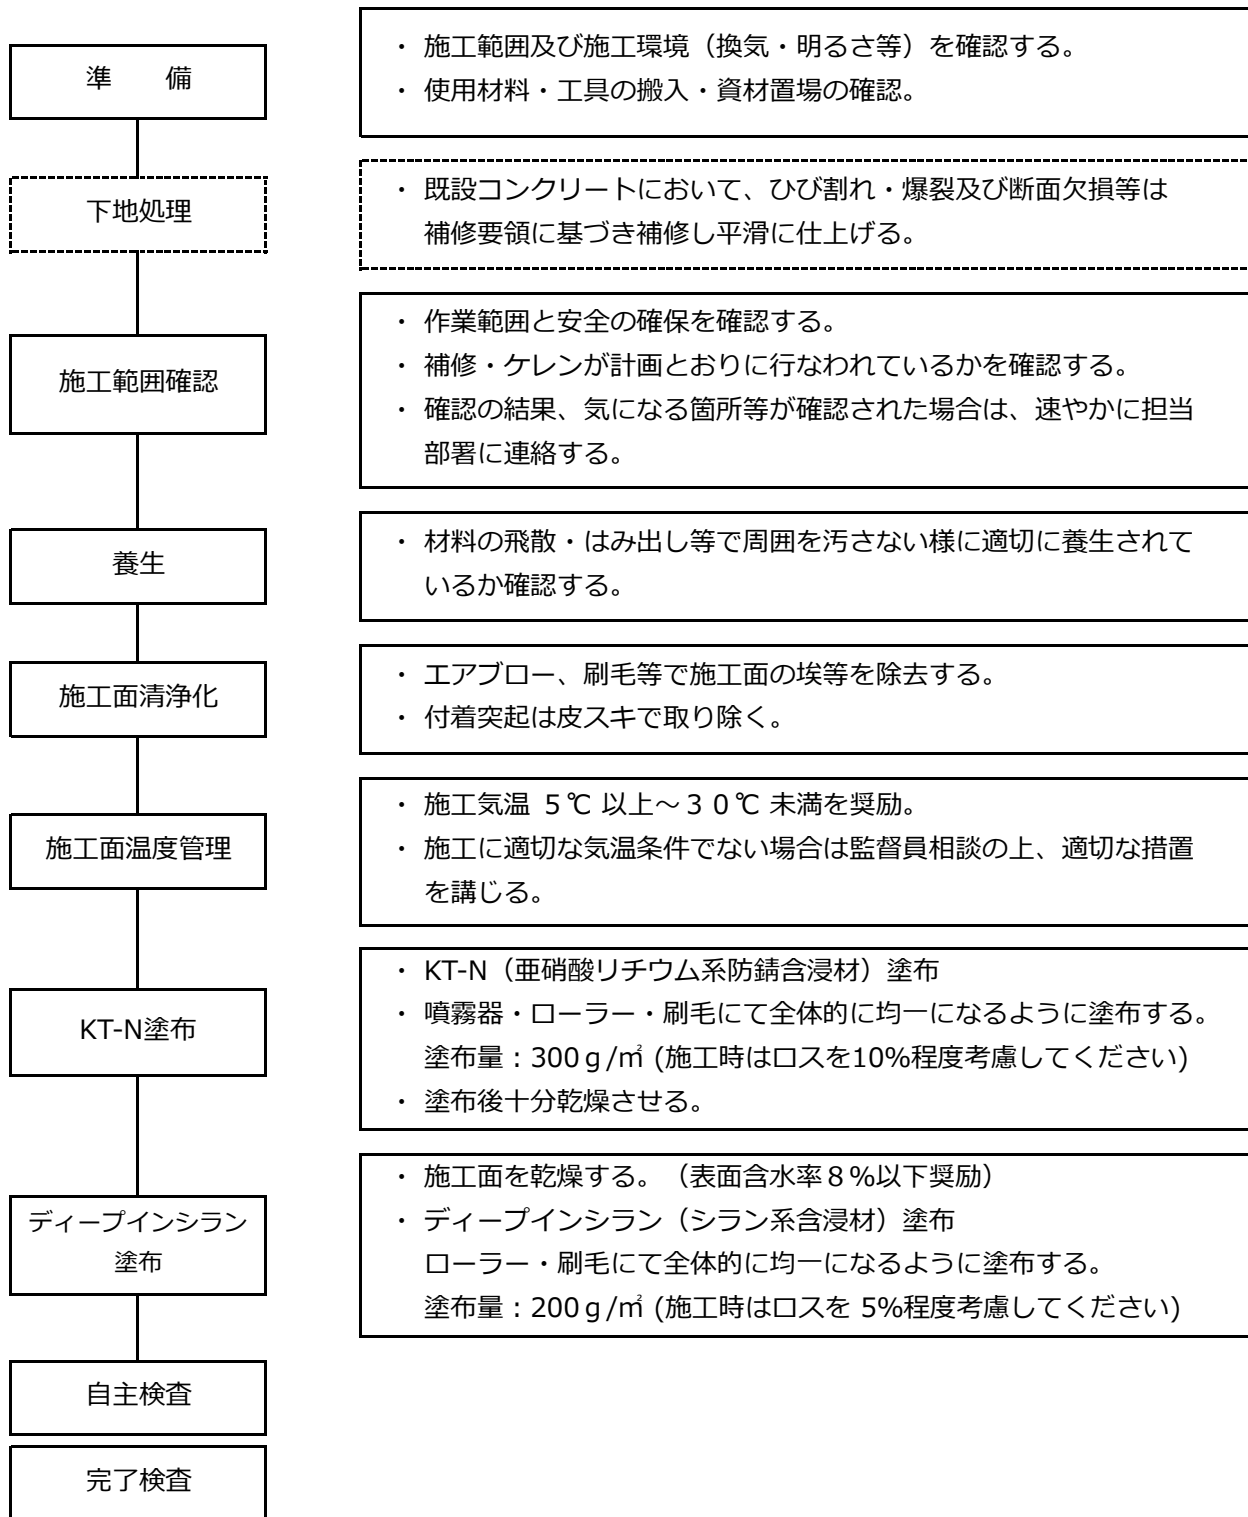 準　　備
・ 施工範囲及び施工環境（換気・明るさ等）を確認する。
・ 使用材料・工具の搬入・資材置場の確認。
下地処理
・ 既設コンクリートにおいて、ひび割れ・爆裂及び断面欠損等は
補修要領に基づき補修し平滑に仕上げる。
施工範囲確認
・ 作業範囲と安全の確保を確認する。
・ 補修・ケレンが計画とおりに行なわれているかを確認する。
・ 確認の結果、気になる箇所等が確認された場合は、速やかに担当
部署に連絡する。
養生
・ 材料の飛散・はみ出し等で周囲を汚さない様に適切に養生されて
いるか確認する。
施工面清浄化
・ エアブロー、刷毛等で施工面の埃等を除去する。
・ 付着突起は皮スキで取り除く。
施工面温度管理
・ 施工気温 ５℃ 以上～３０℃ 未満を奨励。
・ 施工に適切な気温条件でない場合は監督員相談の上、適切な措置
を講じる。
KT-N塗布
・ KT-N（亜硝酸リチウム系防錆含浸材）塗布
・ 噴霧器・ローラー・刷毛にて全体的に均一になるように塗布する。
塗布量：300ｇ/㎡ (施工時はロスを10%程度考慮してください)
・ 塗布後十分乾燥させる。
ディープインシラン
塗布
・ 施工面を乾燥する。（表面含水率８%以下奨励）
・ ディープインシラン（シラン系含浸材）塗布
ローラー・刷毛にて全体的に均一になるように塗布する。
塗布量：200ｇ/㎡ (施工時はロスを 5%程度考慮してください)
自主検査
完了検査